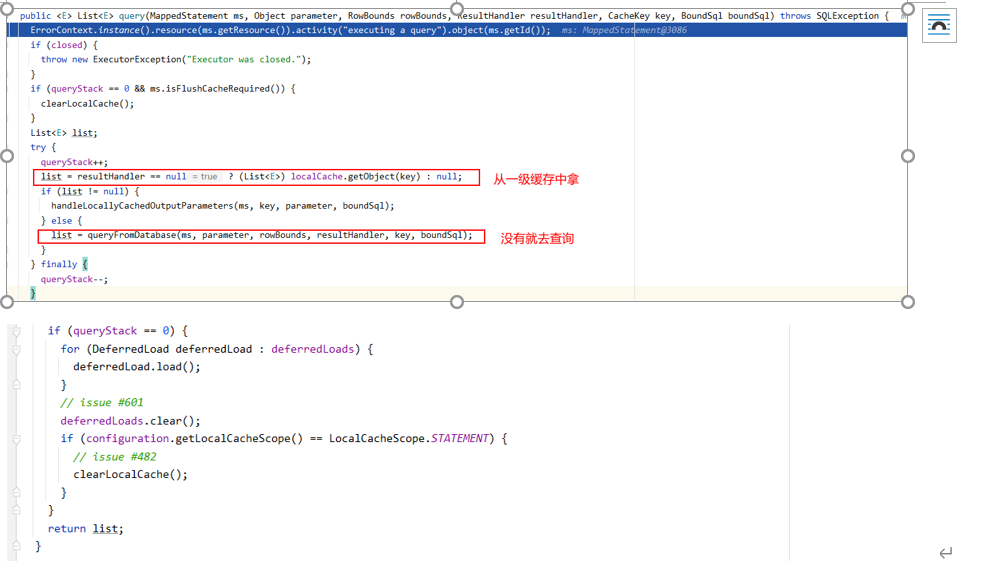 public <E> List<E> query(MappedStatement ms, Object parameter, RowBounds rowBounds, ResultHandler resultHandler, CacheKey key, BoundSql boundSql) throws SQLException {
ErrorContext.instance().resource(ms.getResource()).activity("executing a query").object(ms.getId()); ms: MappedStatement@3086
if (closed) {
throw new ExecutorException("Executor was closed.");
}
if (queryStack == 0 && ms.isFlushCacheRequired()) {
clearLocalCache();
}
List<E> list;
try {
queryStack++;
list = resultHandler == null = true ? (List<E>) localCache.getObject(key) : null; 从一级缓存中拿
if (list != null) {
handleLocallyCachedOutputParameters(ms, key, parameter, boundSql);
} else {
list = queryFromDatabase(ms, parameter, rowBounds, resultHandler, key, boundSql); 没有就去查询
}
} finally {
queryStack--;
}
if (queryStack == 0) {
for (DeferredLoad deferredLoad : deferredLoads) {
deferredLoad.load();
}
// issue #601
deferredLoads.clear();
if (configuration.getLocalCacheScope() == LocalCacheScope.STATEMENT) {
// issue #482
clearLocalCache();
}
}
return list;
}